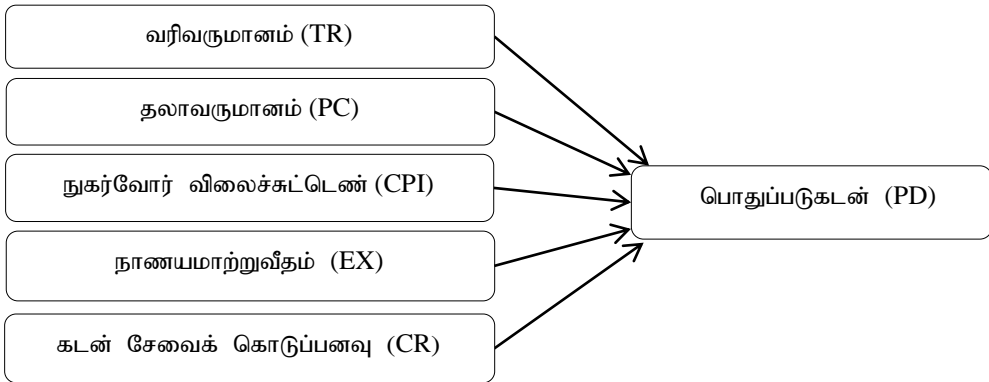 வரிவருமானம் (TR)
தலாவருமானம் (PC)
நுகர்வோர் விலைச்சுட்டெண் (CPI)
பொதுப்படுகடன் (PD)
நாணயமாற்றுவீதம் (EX)
கடன் சேவைக் கொடுப்பனவு (CR)